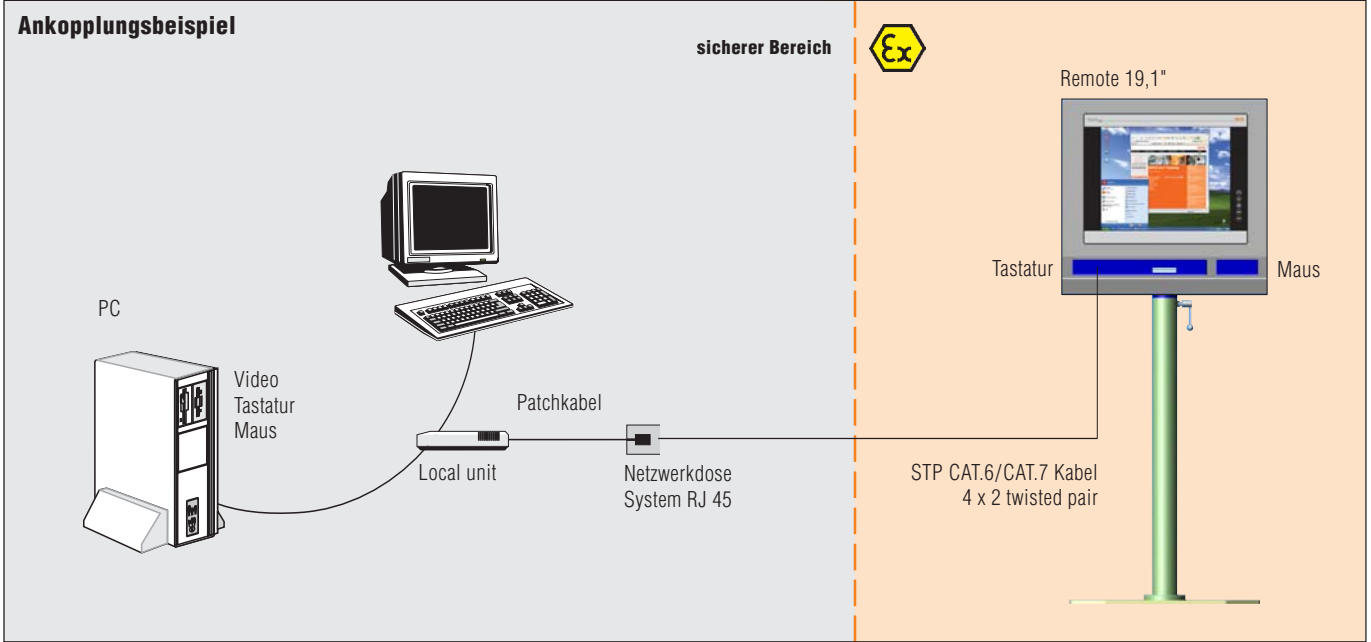 Ankopplungsbeispiel
sicherer Bereich
Ex
Remote 19,1"
Tastatur
Maus
PC
Video
Tastatur
Maus
Patchkabel
Local unit
Netzwerkdose
System RJ 45
STP CAT.6/CAT.7 Kabel
4 x 2 twisted pair